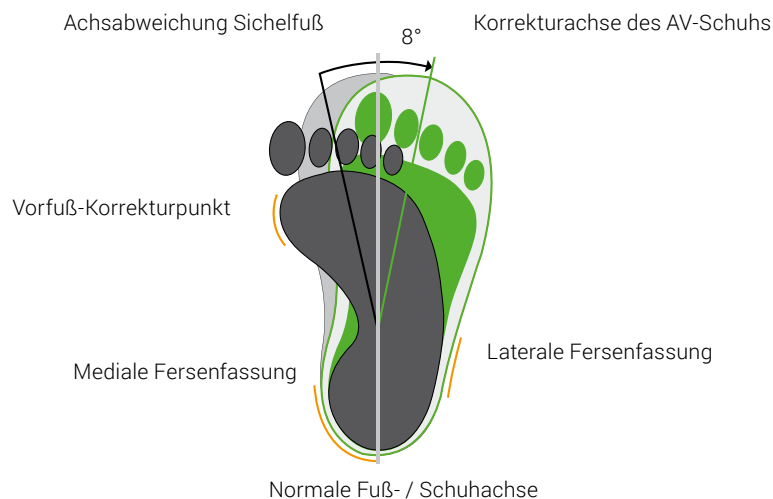 Achsabweichung Sichelfuß
8°
Korrekturachse des AV-Schuhs
Vorfuß-Korrekturpunkt
Laterale Fersenfassung
Mediale Fersenfassung
Normale Fuß- / Schuhachse